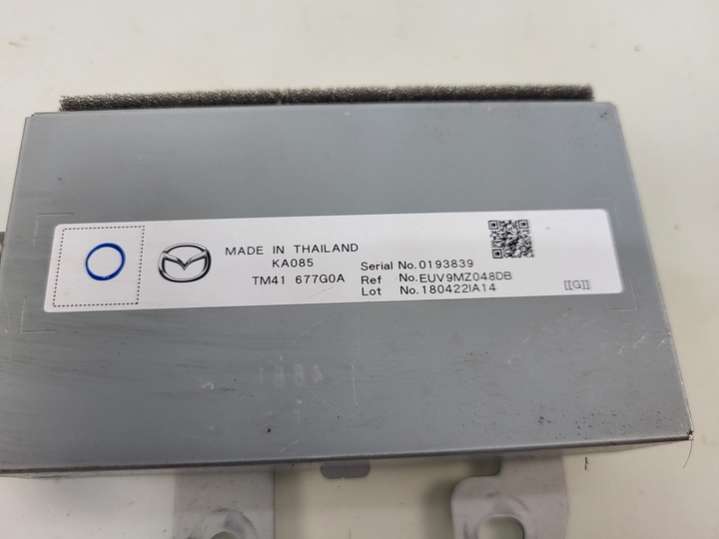 MADE IN THAILAND
KA085
TM41 677G0A
Serial No.0193839
Ref No.EUV9MZ048DB
Lot No.180422IA14
[[G]]